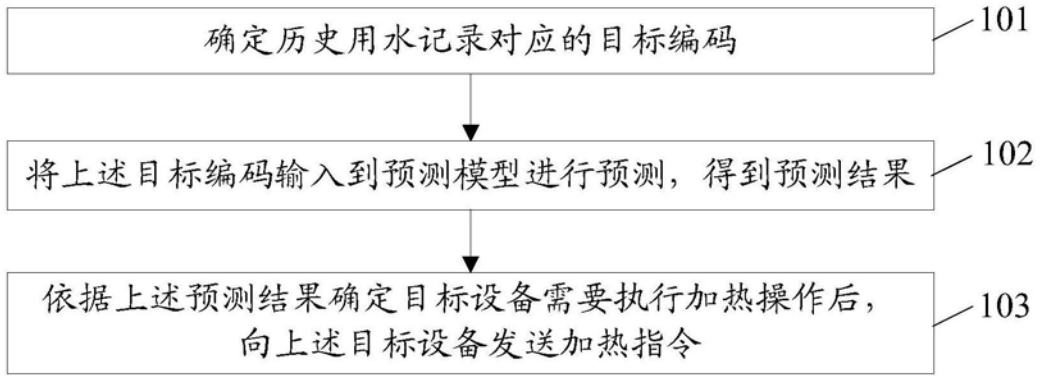 确定历史用水记录对应的目标编码
101
将上述目标编码输入到预测模型进行预测，得到预测结果
102
依据上述预测结果确定目标设备需要执行加热操作后，
向上述目标设备发送加热指令
103